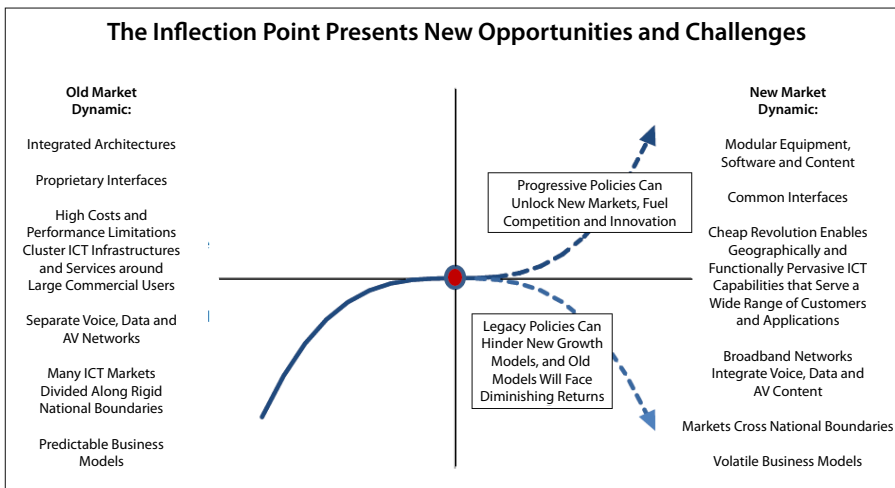 The Inflection Point Presents New Opportunities and Challenges
Old Market
Dynamic:
Integrated Architectures
Proprietary Interfaces
High Costs and
Performance Limitations
Cluster ICT Infrastructures
and Services around
Large Commercial Users
Separate Voice, Data and
AV Networks
Many ICT Markets
Divided Along Rigid
National Boundaries
Predictable Business
Models
Progressive Policies Can
Unlock New Markets, Fuel
Competition and Innovation
Legacy Policies Can
Hinder New Growth
Models, and Old
Models Will Face
Diminishing Returns
New Market
Dynamic:
Modular Equipment,
Software and Content
Common Interfaces
Cheap Revolution Enables
Geographically and
Functionally Pervasive ICT
Capabilities that Serve a
Wide Range of Customers
and Applications
Broadband Networks
Integrate Voice, Data and
AV Content
Markets Cross National Boundaries
Volatile Business Models